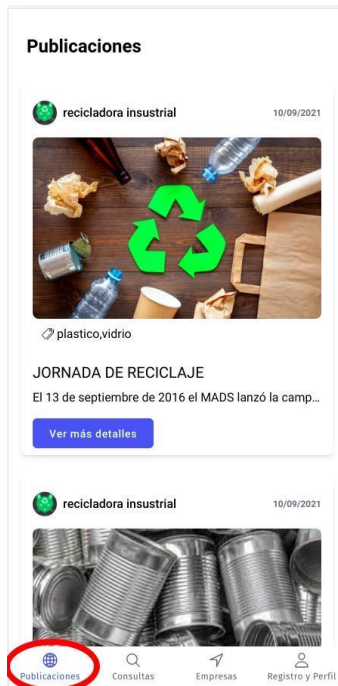 Publicaciones
recicladora insustrial 10/09/2021
plastico,vidrio
JORNADA DE RECICLAJE
El 13 de septiembre de 2016 el MADS lanzó la camp...
Ver más detalles
recicladora insustrial 10/09/2021
Publicaciones Consultas Empresas Registro y Perfil